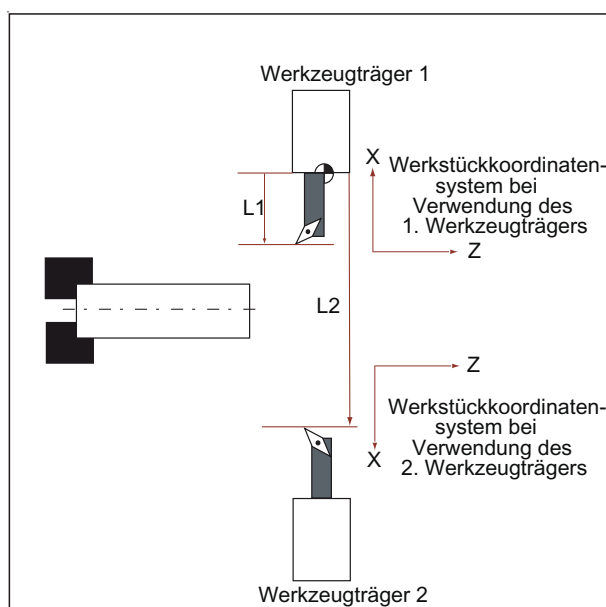 Werkzeugträger 1
X
Werkstückkoordinaten-
system bei
Verwendung des
1. Werkzeugträgers
L1
Z
L2
Z
Werkstückkoordinaten-
system bei
Verwendung des
X
2. Werkzeugträgers
Werkzeugträger 2